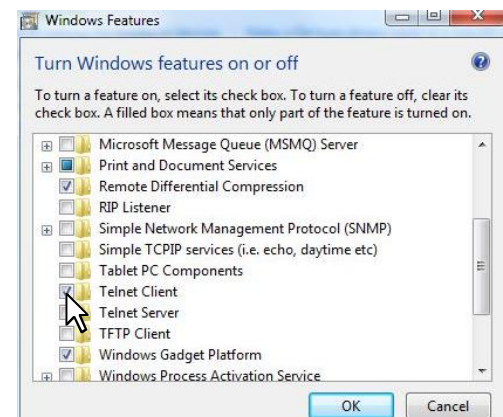 Windows Features
Turn Windows features on or off
To turn a feature on, select its check box. To turn a feature off, clear its
check box. A filled box means that only part of the feature is turned on.
Microsoft Message Queue (MSMQ) Server
Print and Document Services
Remote Differential Compression
RIP Listener
Simple Network Management Protocol (SNMP)
Simple TCPIP services (i.e. echo, daytime etc)
Tablet PC Components
Telnet Client
Telnet Server
TFTP Client
Windows Gadget Platform
Windows Process Activation Service
OK Cancel